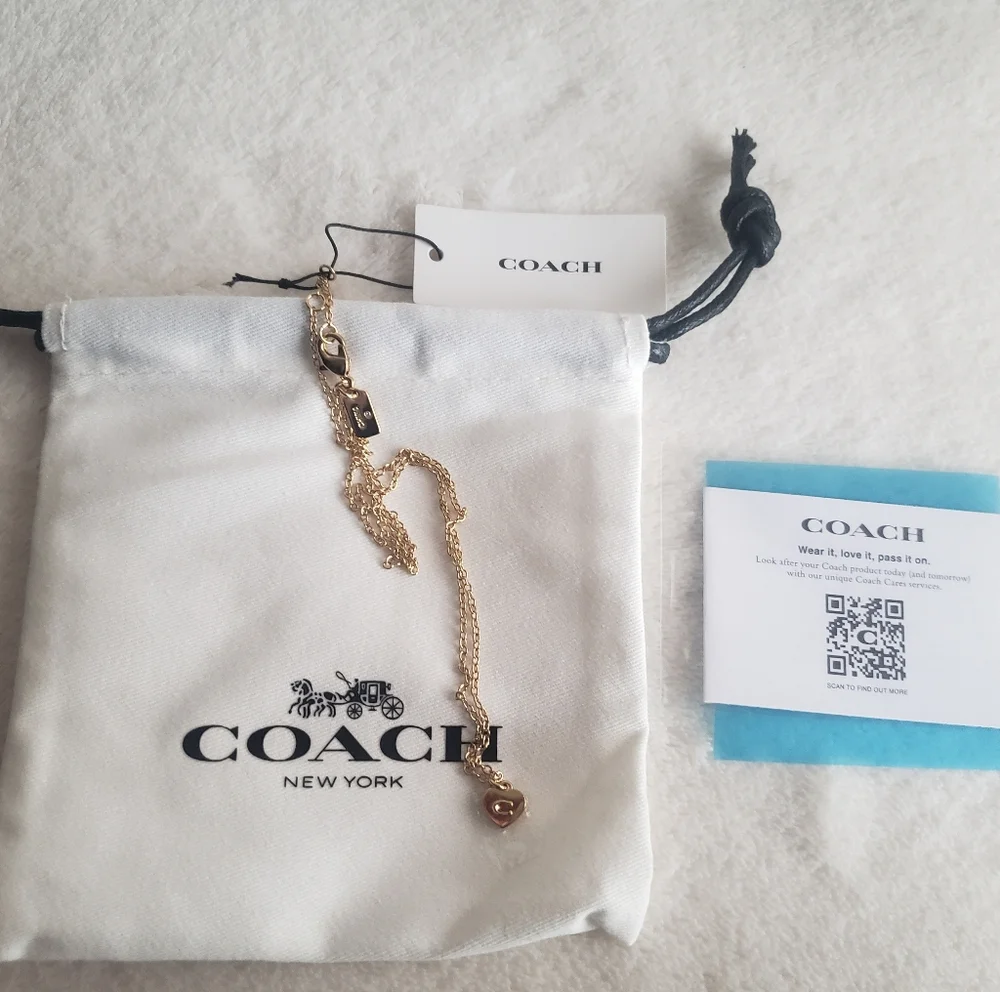 COACH
COACH
Wear it, love it, pass it on.
Look after your Coach product today (and tomorrow)
with our unique Coach Cares services.
C
SCAN TO FIND OUT MORE
COACH
NEW YORK
C